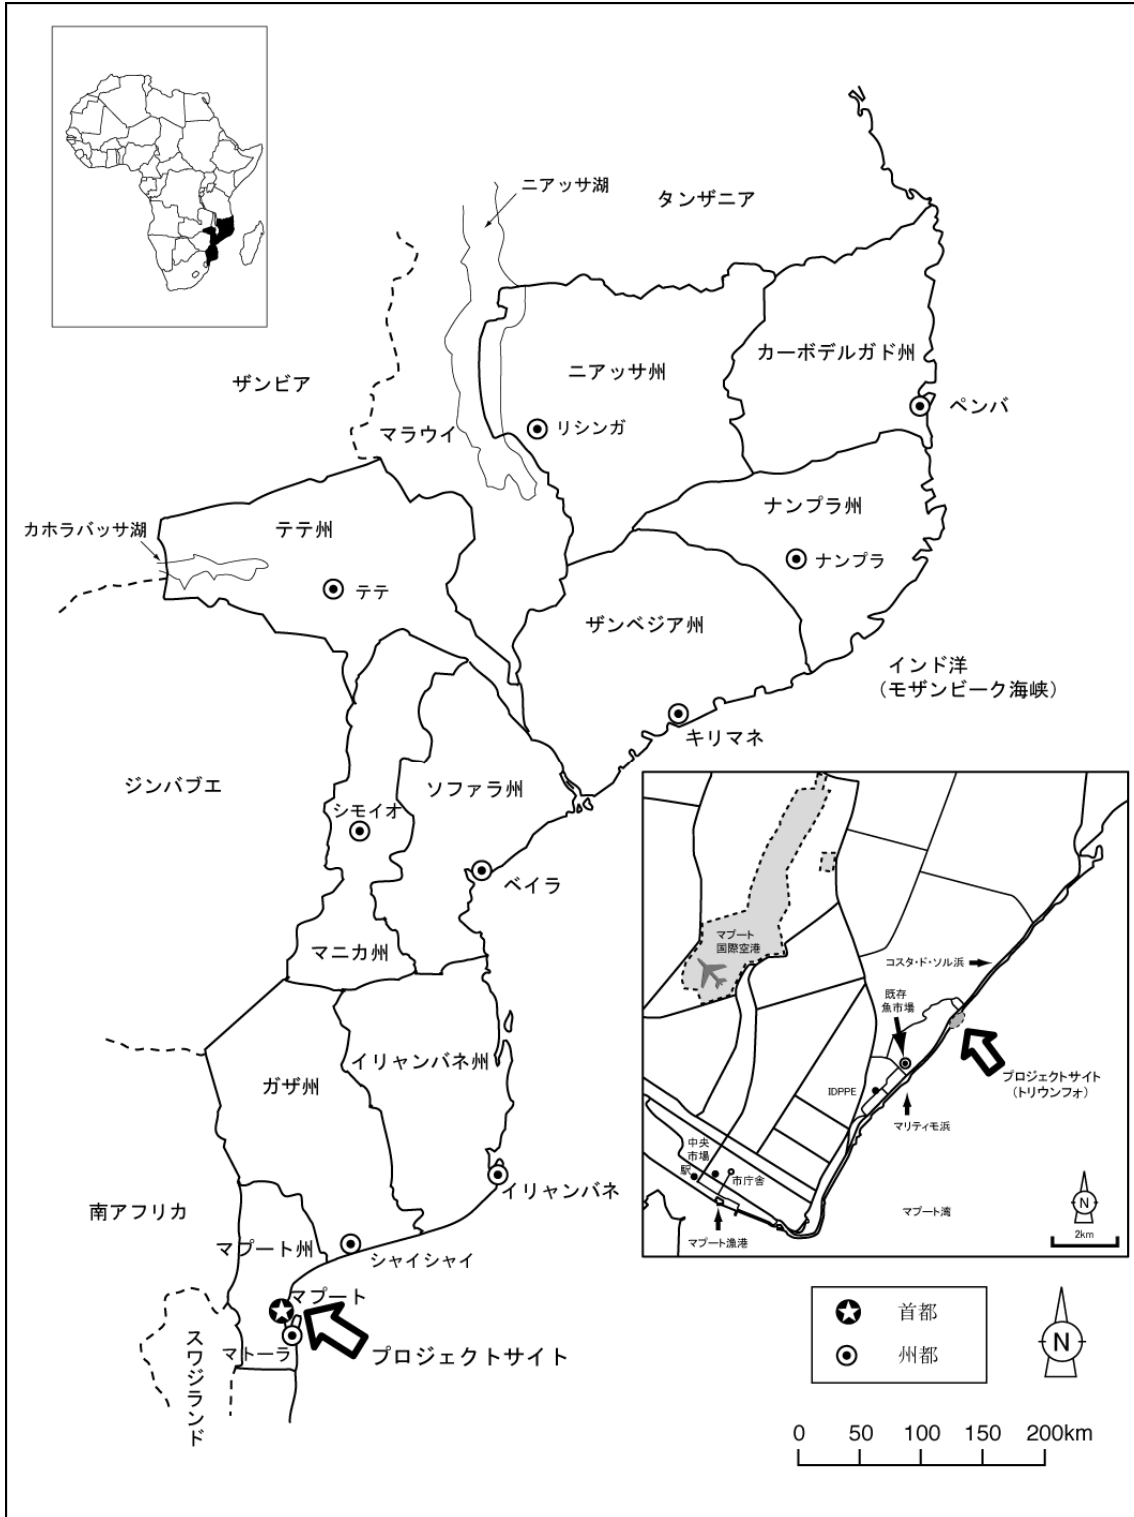 ニアッサ湖
タンザニア
カーボデルガド州
ザンビア
ニアッサ州
ペンバ
マラウイ
リシンガ
ナンプラ州
カホラバッサ湖
テテ州
ナンプラ
テテ
ザンベジア州
インド洋
（モザンビーク海峡）
キリマネ
ジンバブエ
ソファラ州
シモイオ
ベイラ
マニカ州
イリャンバネ州
ガザ州
イリャンバネ
南アフリカ
マプート州
シャイシャイ
マプート
マトーラ
プロジェクトサイト
スワジランド
マプート
国際空港
コスタ・ド・ソル浜
既存
魚市場
プロジェクトサイト
（トリウンフォ）
IDPPE
マリティモ浜
中央
市場
駅
市庁舎
マプート湾
マプート漁港
N
2km
首都
州都
N
0 50 100 150 200km